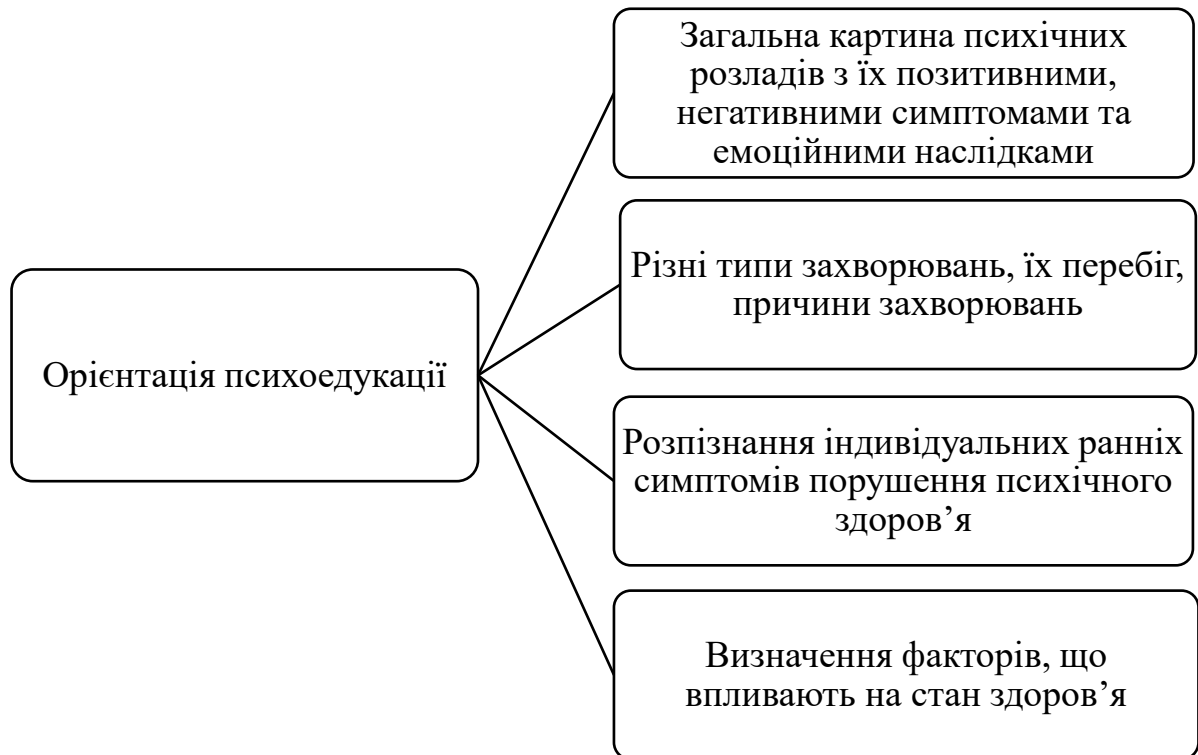 Орієнтація психоедукації
Загальна картина психічних
розладів з їх позитивними,
негативними симптомами та
емоційними наслідками
Різні типи захворювань, їх перебіг,
причини захворювань
Розпізнання індивідуальних ранніх
симптомів порушення психічного
здоров’я
Визначення факторів, що
впливають на стан здоров’я